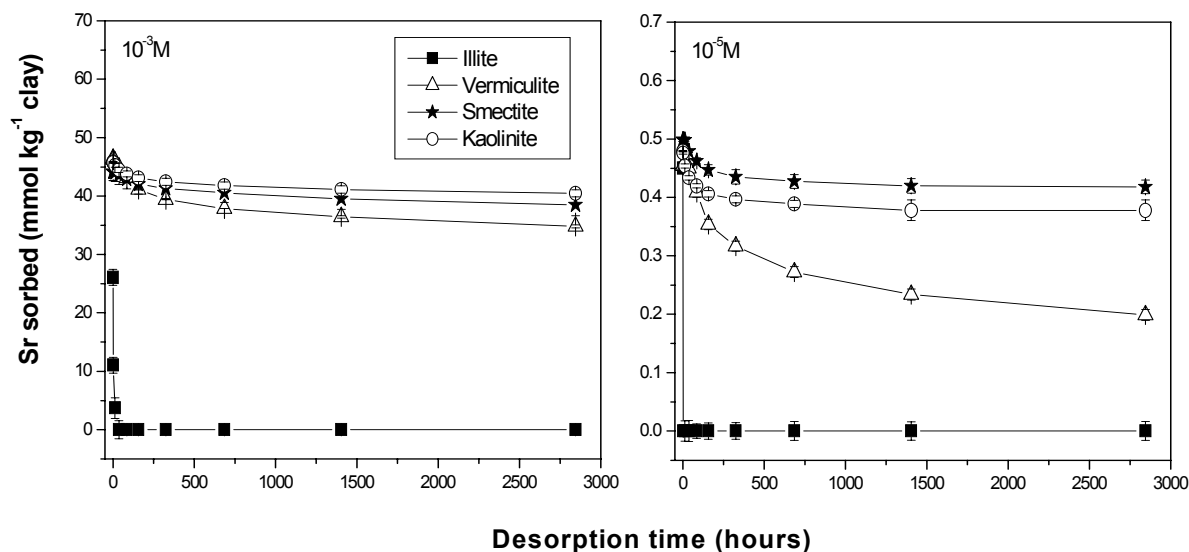 Sr sorbed (mmol kg⁻¹ clay)
70
60
50
40
30
20
10
0
10⁻³M
Illite
Vermiculite
Smectite
Kaolinite
0 500 1000 1500 2000 2500 3000
0.7
0.6
0.5
0.4
0.3
0.2
0.1
0.0
10⁻⁵M
0 500 1000 1500 2000 2500 3000
Desorption time (hours)